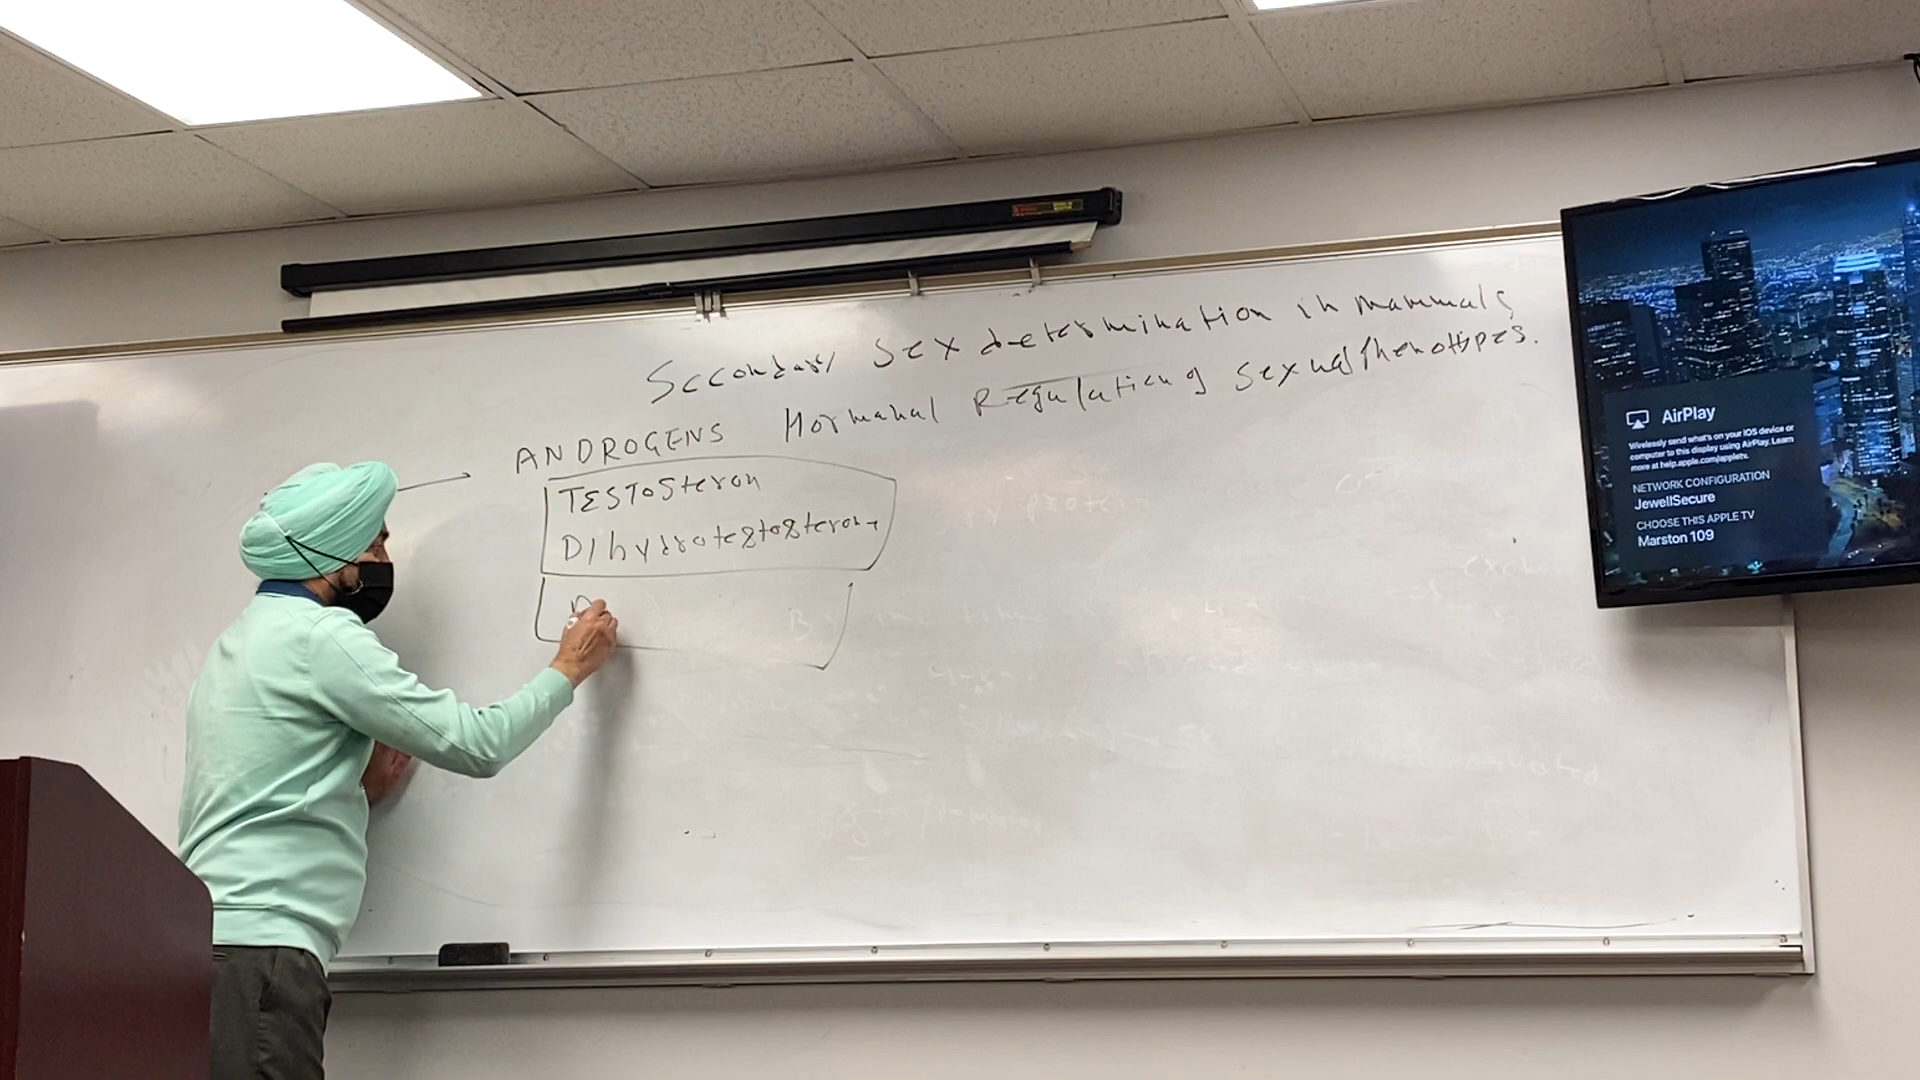 Secondary Sex determination in mammals
Hormonal Regulation of Sexual Phenotypes.
ANDROGENS
TESTOSteron
DIhydrotestosterone
AirPlay
Wirelessly send what's on your iOS device or
computer to this display using AirPlay. Learn
more at help.apple.com/appletv.
NETWORK CONFIGURATION
JewellSecure
CHOOSE THIS APPLE TV
Marston 109